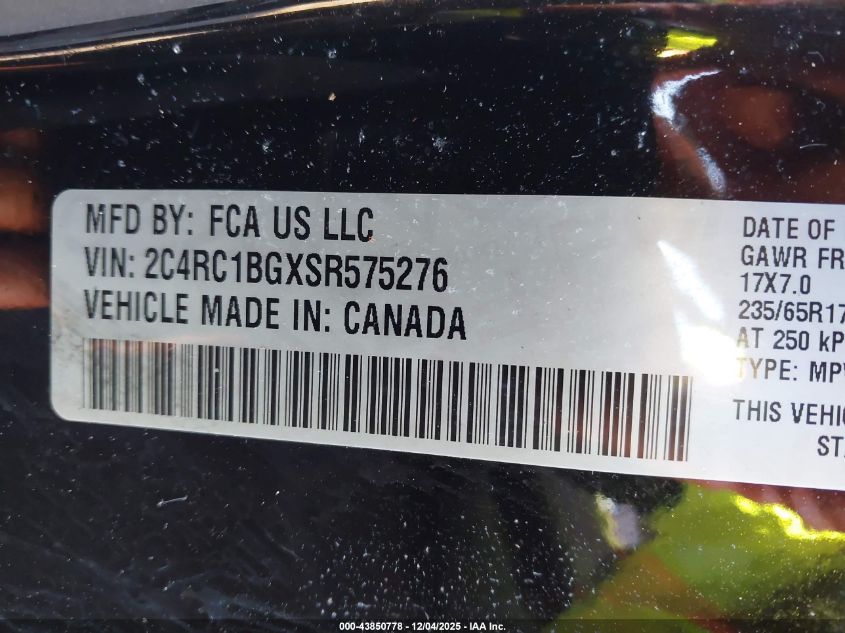 MFD BY: FCA US LLC
VIN: 2C4RC1BGXSR575276
VEHICLE MADE IN: CANADA
DATE OF
GAWR FR
17X7.0
235/65R17
AT 250 kP
TYPE: MPV
THIS VEHIC
ST
000-43850778 - 12/04/2025 - IAA Inc.